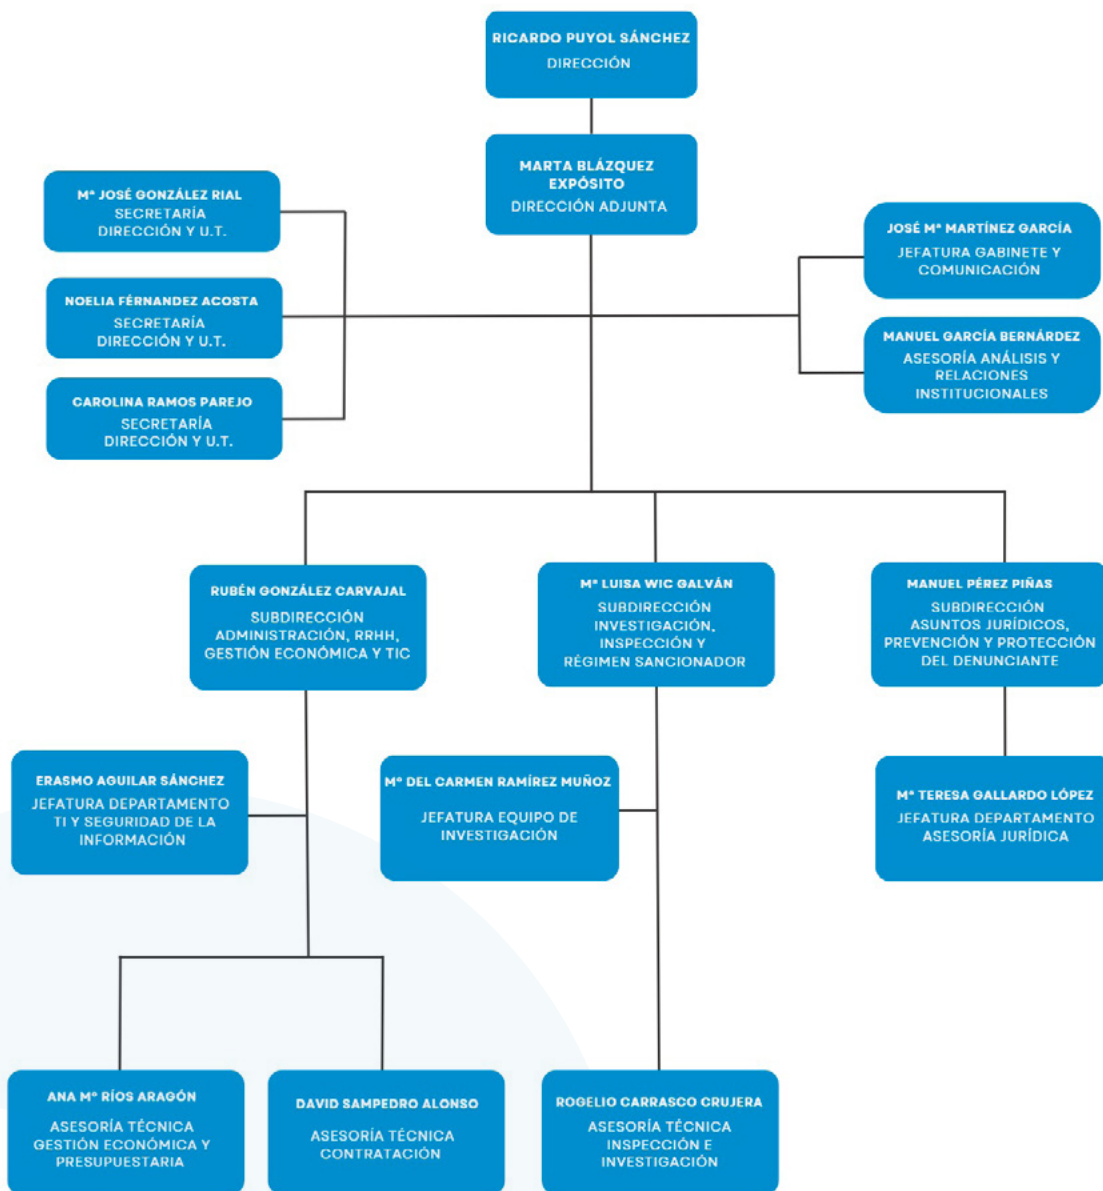 RICARDO PUYOL SÁNCHEZ
DIRECCIÓN
MARTA BLÁZQUEZ
EXPÓSITO
DIRECCIÓN ADJUNTA
Mª JOSÉ GONZÁLEZ RIAL
SECRETARÍA
DIRECCIÓN Y U.T.
NOELIA FÉRNANDEZ ACOSTA
SECRETARÍA
DIRECCIÓN Y U.T.
CAROLINA RAMOS PAREJO
SECRETARÍA
DIRECCIÓN Y U.T.
JOSÉ Mª MARTÍNEZ GARCÍA
JEFATURA GABINETE Y
COMUNICACIÓN
MANUEL GARCÍA BERNÁRDEZ
ASESORÍA ANÁLISIS Y
RELACIONES
INSTITUCIONALES
RUBÉN GONZÁLEZ CARVAJAL
SUBDIRECCIÓN
ADMINISTRACIÓN, RRHH,
GESTIÓN ECONÓMICA Y TIC
Mª LUISA WIC GALVÁN
SUBDIRECCIÓN
INVESTIGACIÓN,
INSPECCIÓN Y
RÉGIMEN SANCIONADOR
MANUEL PÉREZ PIÑAS
SUBDIRECCIÓN
ASUNTOS JURÍDICOS,
PREVENCIÓN Y PROTECCIÓN
DEL DENUNCIANTE
ERASMO AGUILAR SÁNCHEZ
JEFATURA DEPARTAMENTO
TI Y SEGURIDAD DE LA
INFORMACIÓN
Mª DEL CARMEN RAMÍREZ MUÑOZ
JEFATURA EQUIPO DE
INVESTIGACIÓN
Mª TERESA GALLARDO LÓPEZ
JEFATURA DEPARTAMENTO
ASESORÍA JURÍDICA
ANA Mª RÍOS ARAGÓN
ASESORÍA TÉCNICA
GESTIÓN ECONÓMICA Y
PRESUPUESTARIA
DAVID SAMPEDRO ALONSO
ASESORÍA TÉCNICA
CONTRATACIÓN
ROGELIO CARRASCO CRUJERA
ASESORÍA TÉCNICA
INSPECCIÓN E
INVESTIGACIÓN